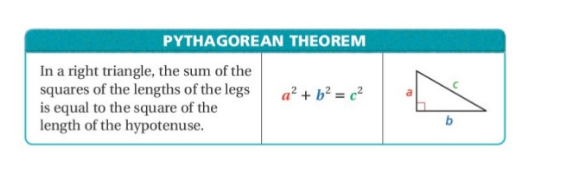 PYTHAGOREAN THEOREM
In a right triangle, the sum of the
squares of the lengths of the legs
is equal to the square of the
length of the hypotenuse.
a² + b² = c²
a
c
b